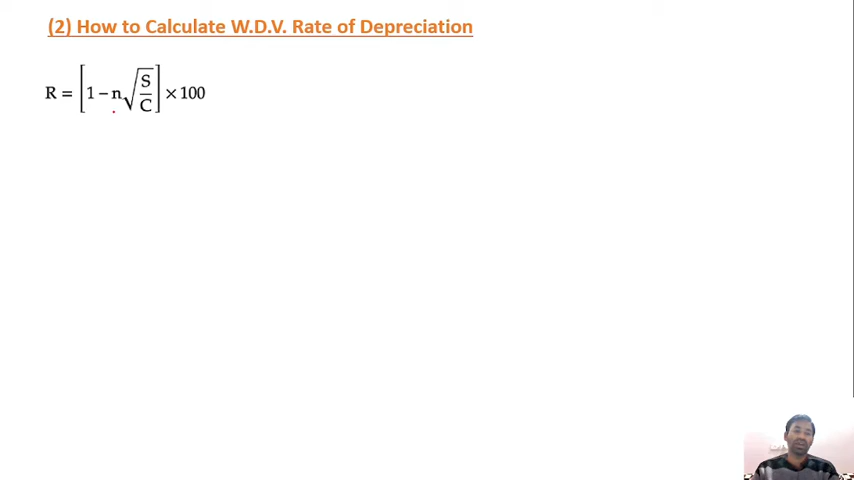 (2) How to Calculate W.D.V. Rate of Depreciation
R = [1 − n√(S/C)] × 100